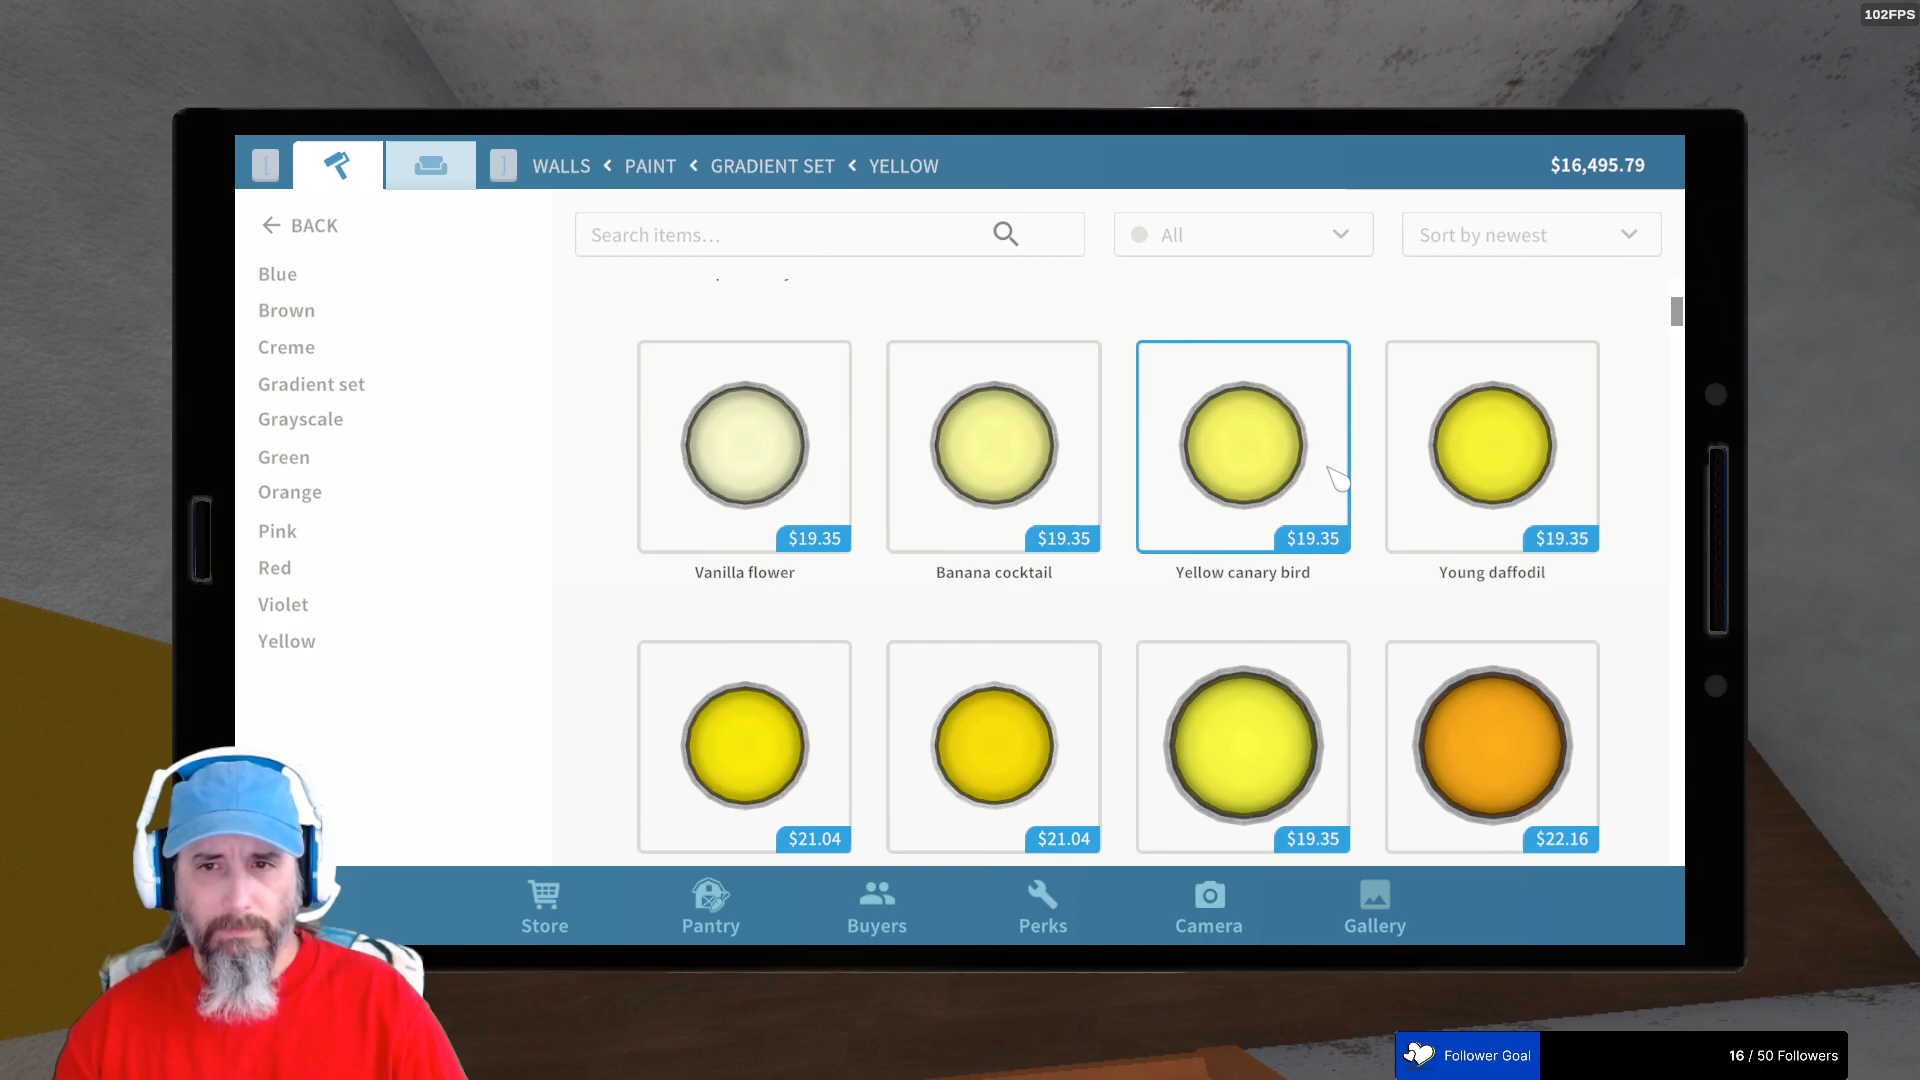 102FPS
[
]
WALLS < PAINT < GRADIENT SET < YELLOW
$16,495.79
BACK
Search items...
All
Sort by newest
Blue
Brown
Creme
Gradient set
Grayscale
Green
Orange
Pink
Red
Violet
Yellow
$19.35
$19.35
$19.35
$19.35
Vanilla flower
Banana cocktail
Yellow canary bird
Young daffodil
$21.04
$21.04
$19.35
$22.16
Store
Pantry
Buyers
Perks
Camera
Gallery
Follower Goal
16 / 50 Followers